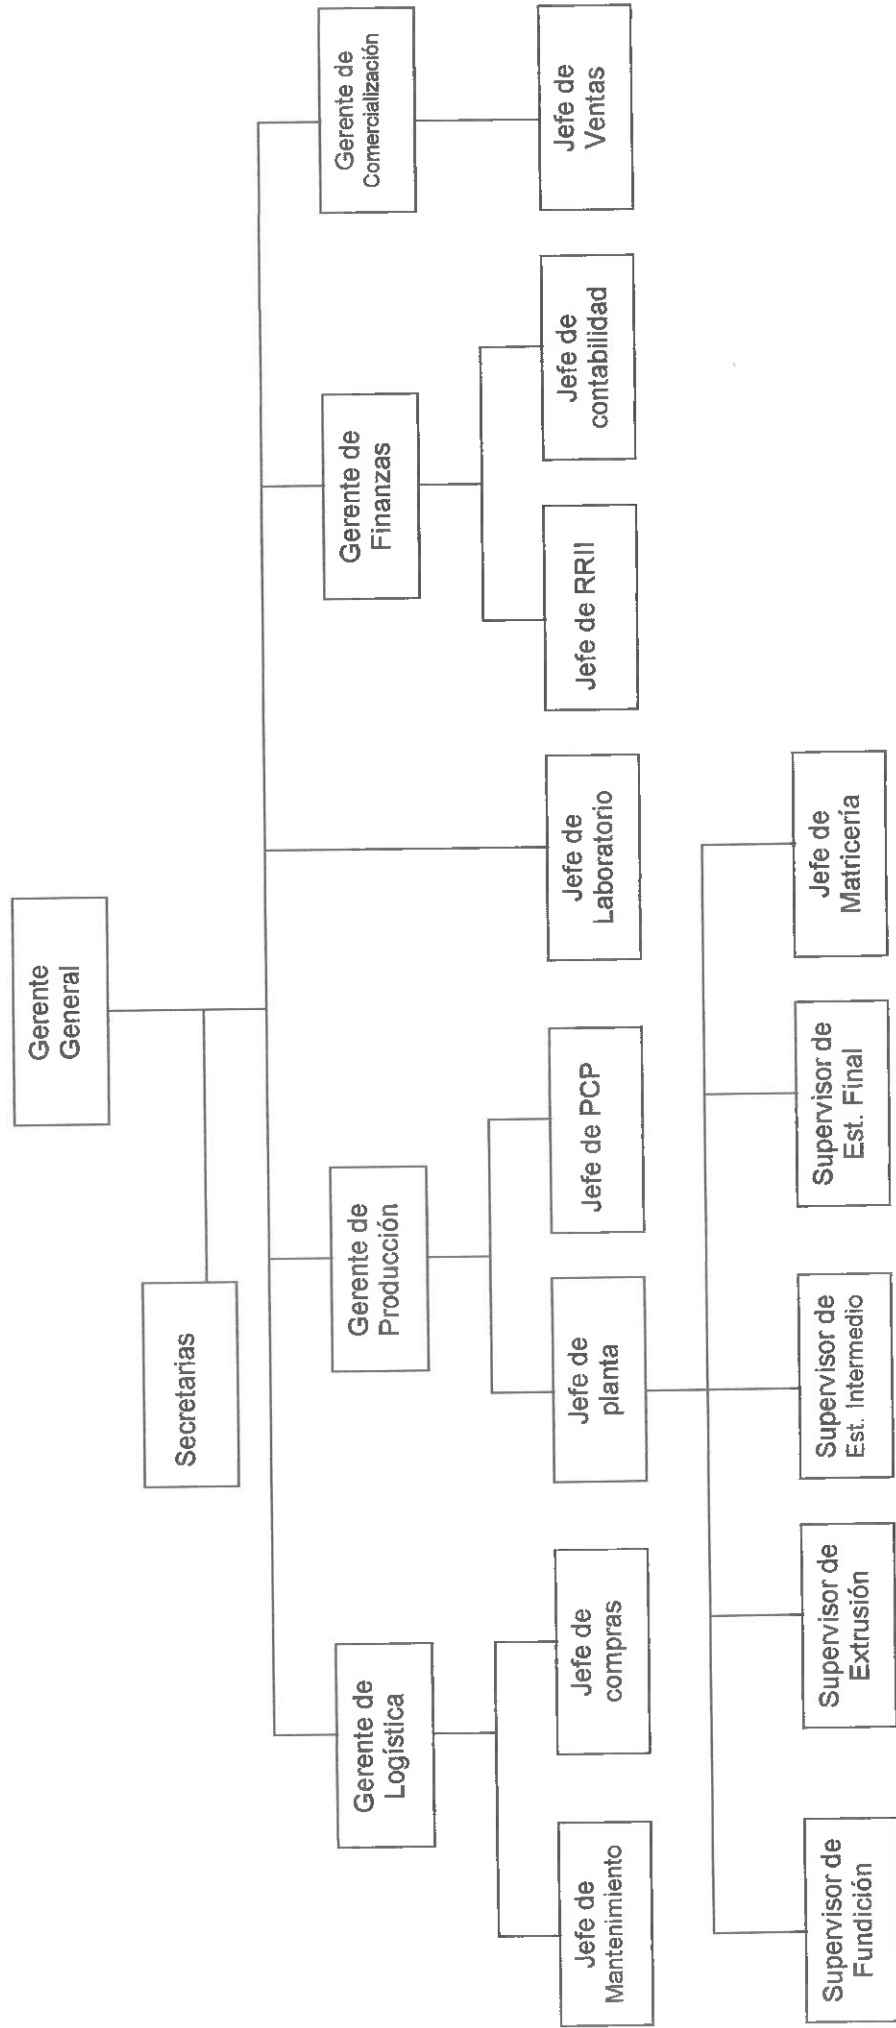 Gerente
General
Secretarias
Gerente de
Logística
Gerente de
Producción
Gerente de
Finanzas
Gerente de
Comercialización
Jefe de
Mantenimiento
Jefe de
compras
Jefe de
planta
Jefe de PCP
Jefe de
Laboratorio
Jefe de RRII
Jefe de
contabilidad
Jefe de
Ventas
Supervisor de
Fundición
Supervisor de
Extrusión
Supervisor de
Est. Intermedio
Supervisor de
Est. Final
Jefe de
Matricería